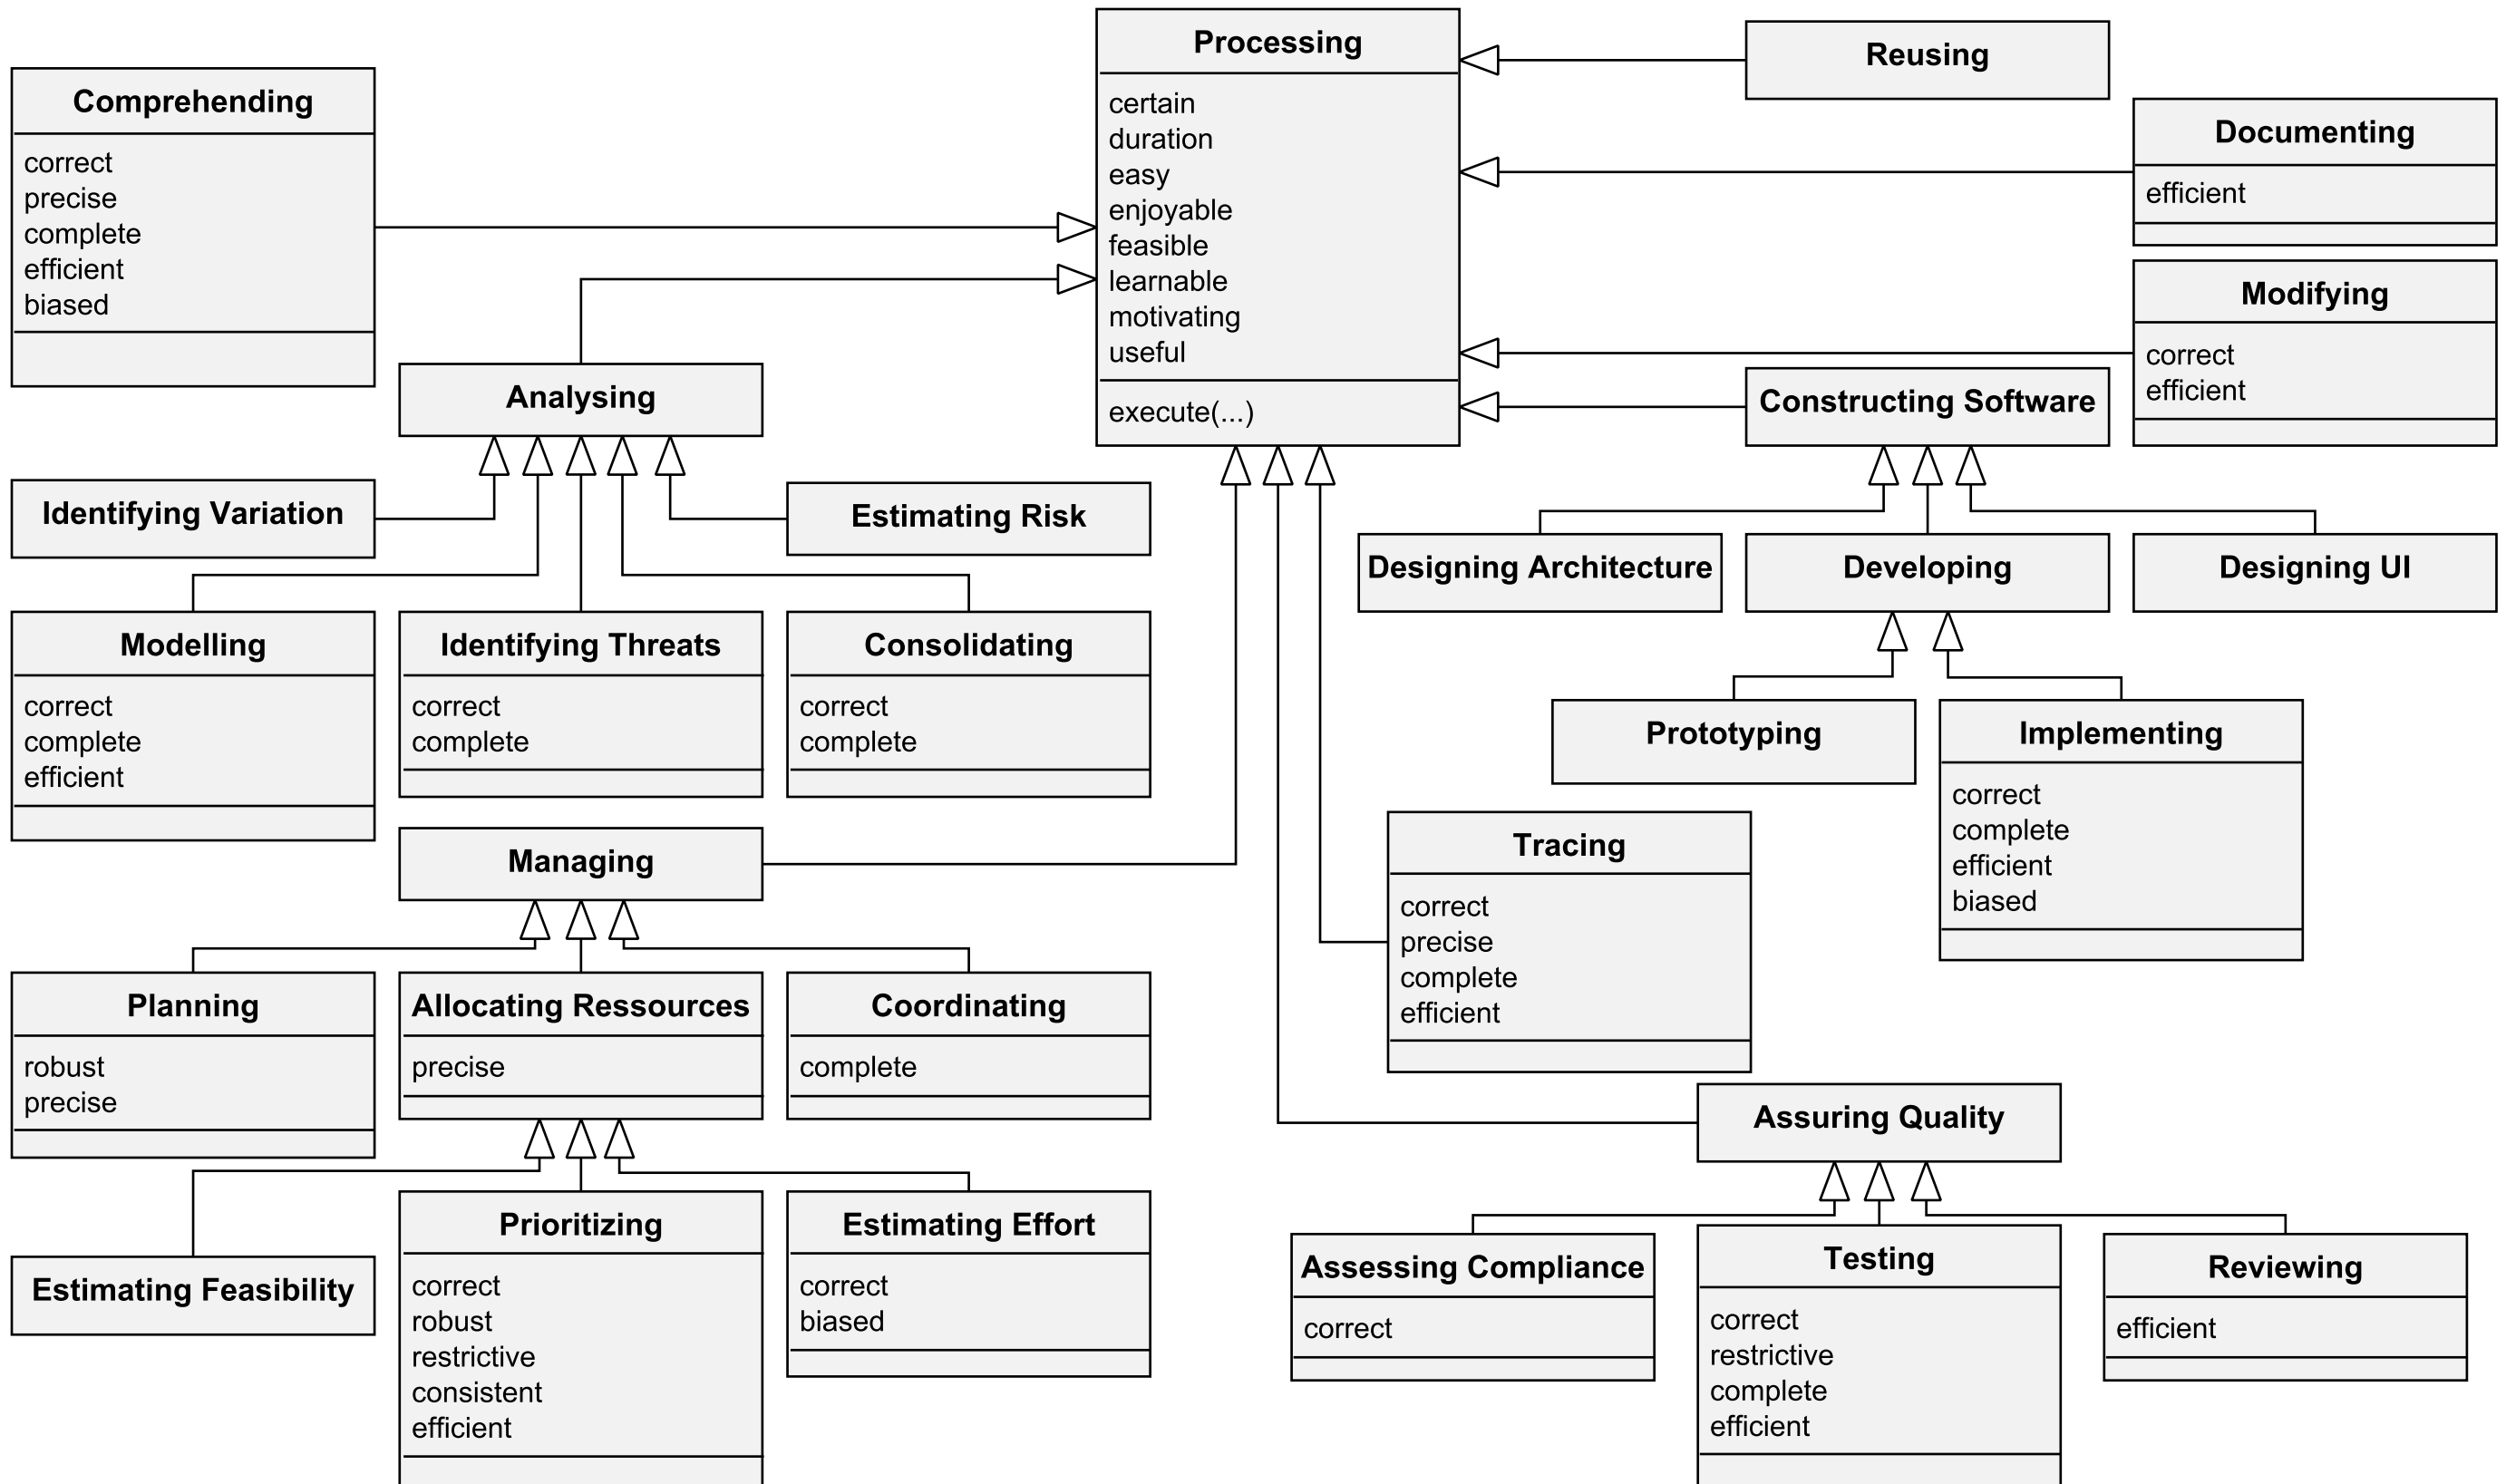 Processing
certain
duration
easy
enjoyable
feasible
learnable
motivating
useful
execute(...)
Reusing
Comprehending
correct
precise
complete
efficient
biased
Documenting
efficient
Modifying
correct
efficient
Analysing
Constructing Software
Identifying Variation
Estimating Risk
Designing Architecture
Developing
Designing UI
Modelling
correct
complete
efficient
Identifying Threats
correct
complete
Consolidating
correct
complete
Prototyping
Implementing
correct
complete
efficient
biased
Managing
Tracing
correct
precise
complete
efficient
Planning
robust
precise
Allocating Ressources
precise
Coordinating
complete
Assuring Quality
Estimating Feasibility
Prioritizing
correct
robust
restrictive
consistent
efficient
Estimating Effort
correct
biased
Assessing Compliance
correct
Testing
correct
restrictive
complete
efficient
Reviewing
efficient